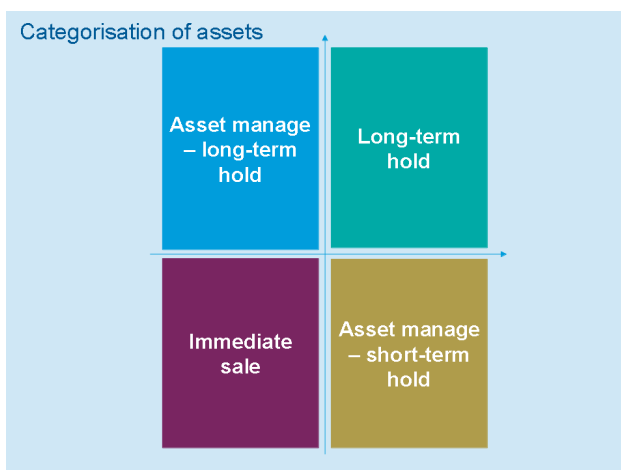 Categorisation of assets
Asset manage
– long-term
hold
Long-term
hold
Immediate
sale
Asset manage
– short-term
hold